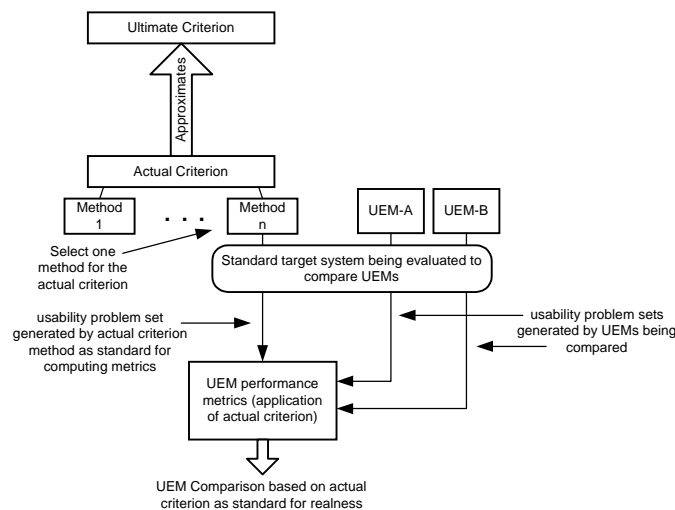 Ultimate Criterion
Approximates
Actual Criterion
Method
1
. . .
Method
n
UEM-A
UEM-B
Select one
method for the
actual criterion
Standard target system being evaluated to
compare UEMs
usability problem set
generated by actual criterion
method as standard for
computing metrics
usability problem sets
generated by UEMs being
compared
UEM performance
metrics (application
of actual criterion)
UEM Comparison based on actual
criterion as standard for realness